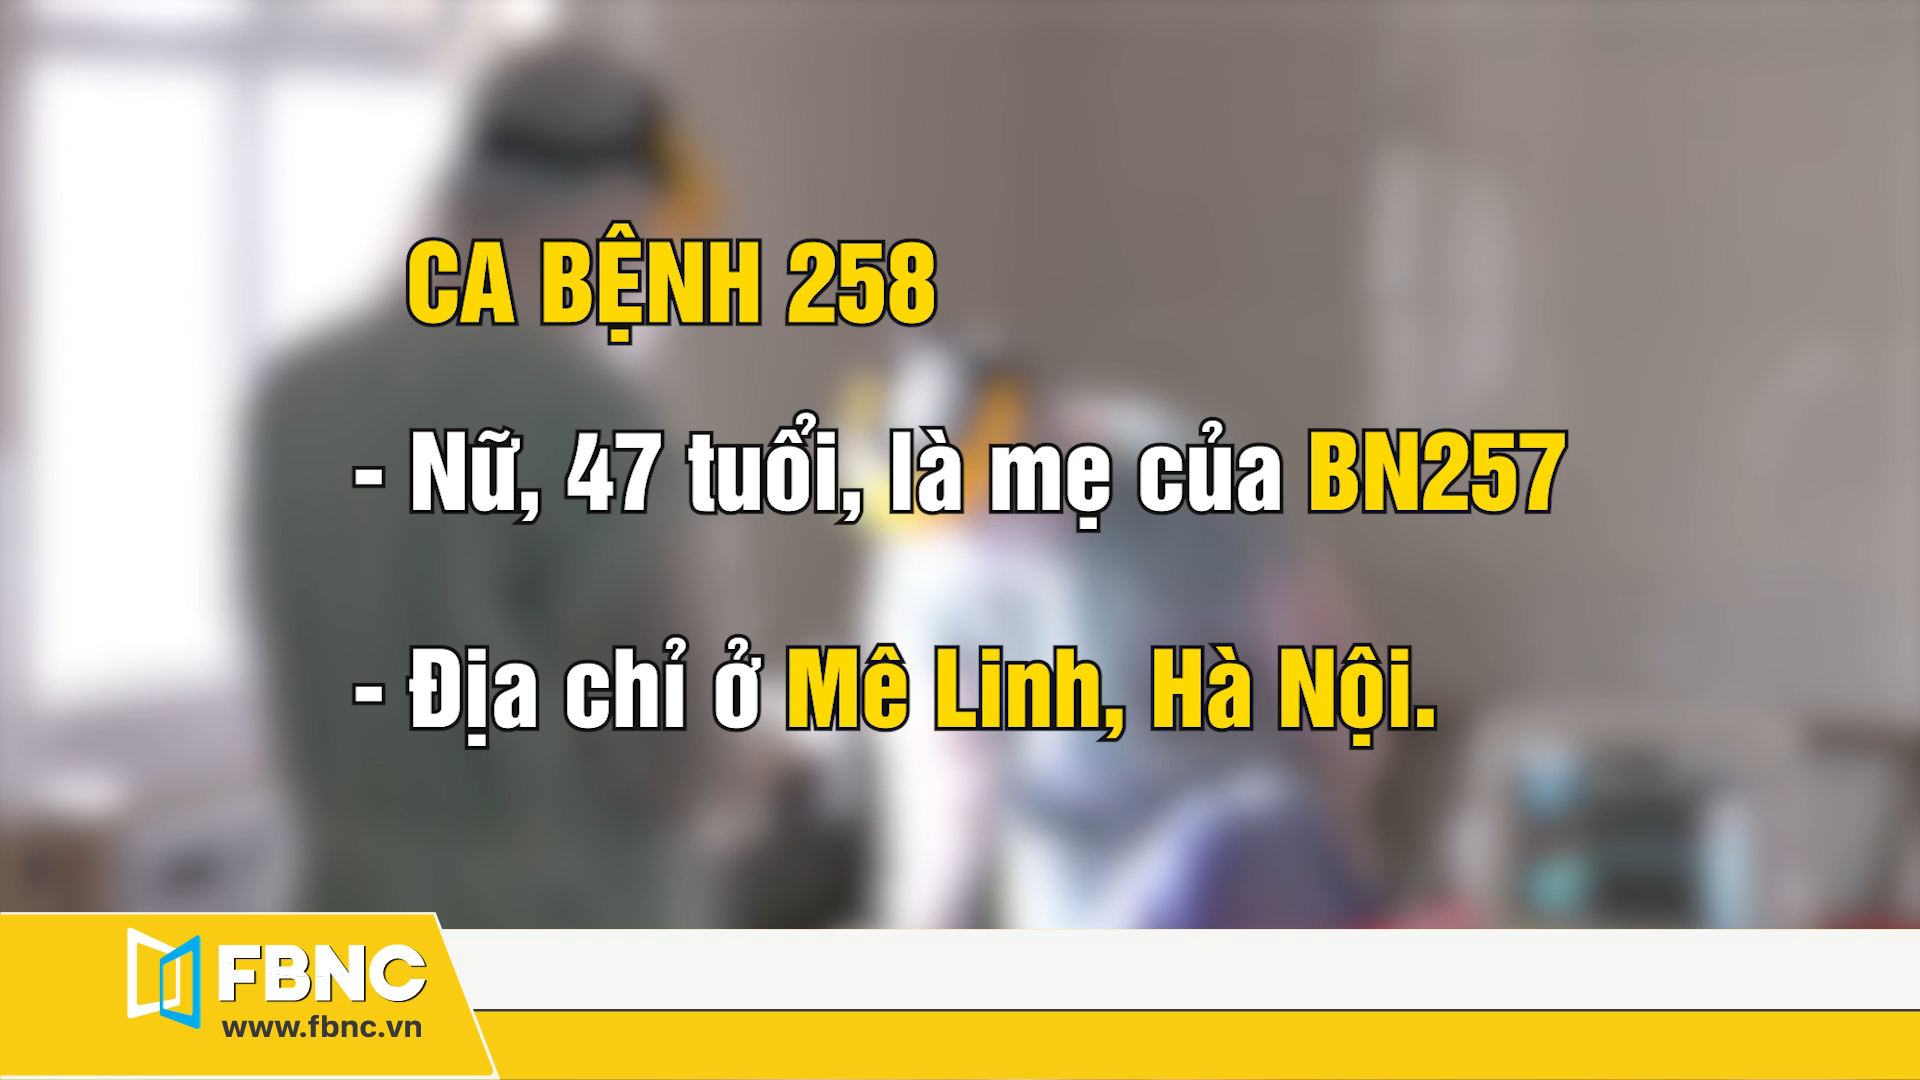 CA BỆNH 258
- Nữ, 47 tuổi, là mẹ của BN257
- Địa chỉ ở Mê Linh, Hà Nội.
FBNC
www.fbnc.vn